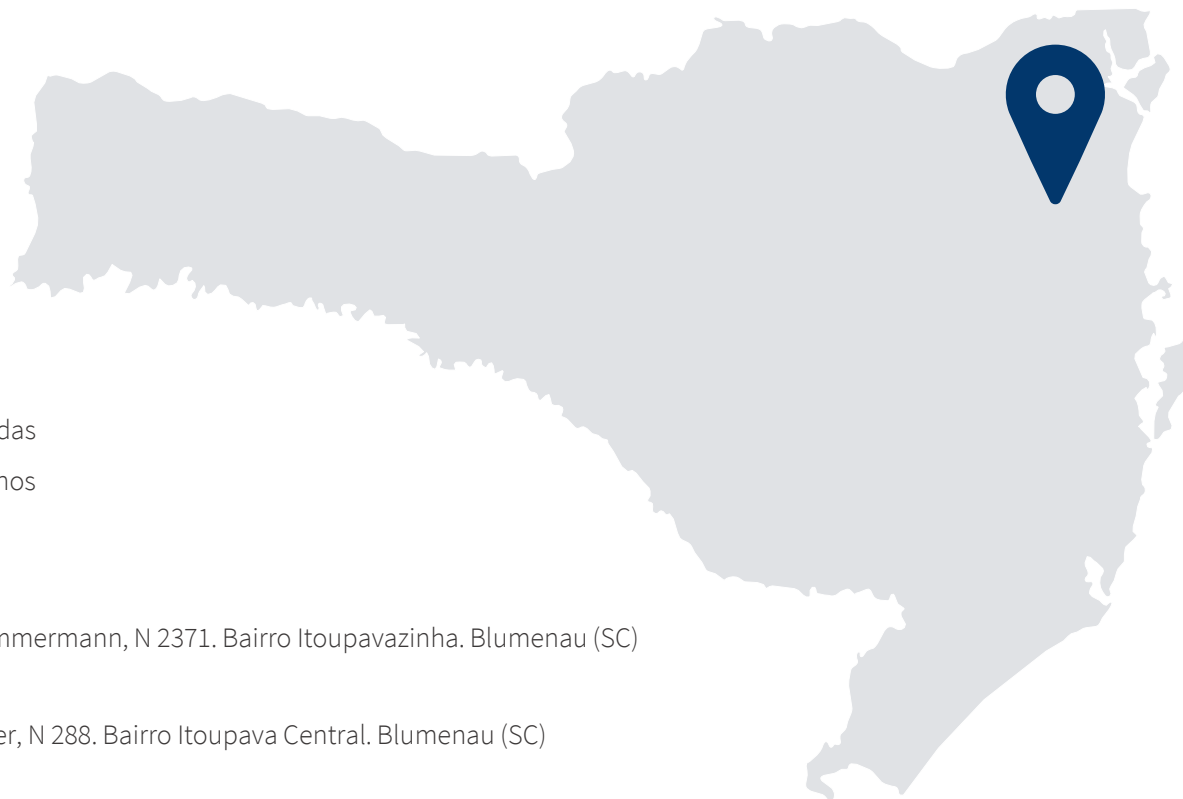 das
nos
mmermann, N 2371. Bairro Itoupavazinha. Blumenau (SC)
er, N 288. Bairro Itoupava Central. Blumenau (SC)